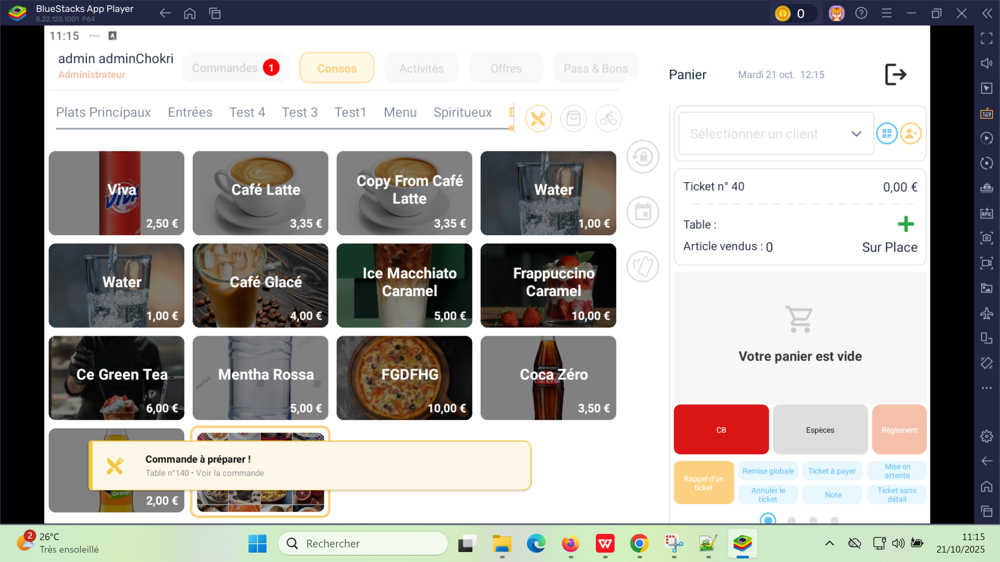 BlueStacks App Player
5.22.125.1001 P64
0
11:15
A
admin adminChokri
Administrateur
Commandes 1
Consos
Activités
Offres
Pass & Bons
Panier
Mardi 21 oct. 12:15
Plats Principaux
Entrées
Test 4
Test 3
Test1
Menu
Spiritueux
Sélectionner un client
Viva
2,50 €
Café Latte
3,35 €
Copy From Café
Latte
3,35 €
Water
1,00 €
Ticket n° 40
0,00 €
Table :
Article vendus : 0
Sur Place
Water
1,00 €
Café Glacé
4,00 €
Ice Macchiato
Caramel
5,00 €
Frappuccino
Caramel
10,00 €
Votre panier est vide
Ce Green Tea
6,00 €
Mentha Rossa
5,00 €
FGDFHG
10,00 €
Coca Zéro
3,50 €
CB
Espèces
Règlement
Commande à préparer !
Table n°140 • Voir la commande
Orange
2,00 €
Rappel d'un
ticket
Remise globale
Ticket à payer
Mise en
attente
Annuler le
ticket
Note
Ticket sans
détail
2
26°C
Très ensoleillé
Rechercher
11:15
21/10/2025